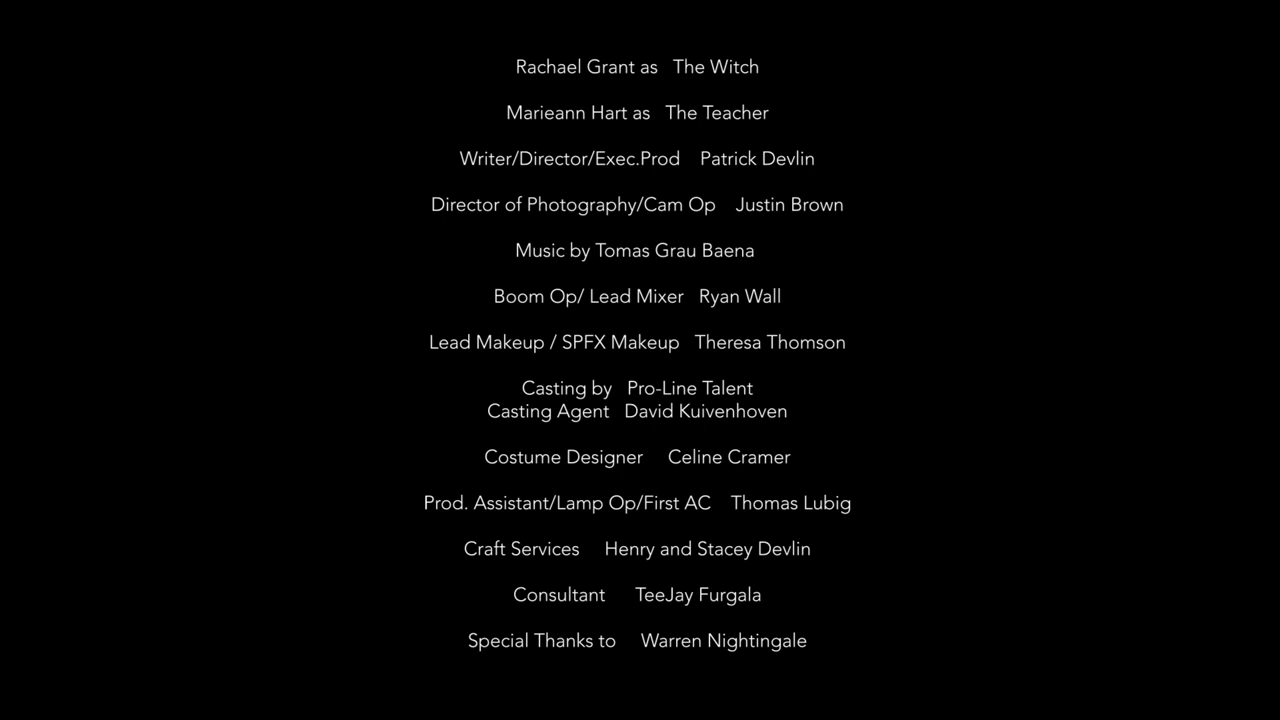 Rachael Grant as The Witch
Marieann Hart as The Teacher
Writer/Director/Exec.Prod Patrick Devlin
Director of Photography/Cam Op Justin Brown
Music by Tomas Grau Baena
Boom Op/ Lead Mixer Ryan Wall
Lead Makeup / SPFX Makeup Theresa Thomson
Casting by Pro-Line Talent
Casting Agent David Kuivenhoven
Costume Designer Celine Cramer
Prod. Assistant/Lamp Op/First AC Thomas Lubig
Craft Services Henry and Stacey Devlin
Consultant TeeJay Furgala
Special Thanks to Warren Nightingale